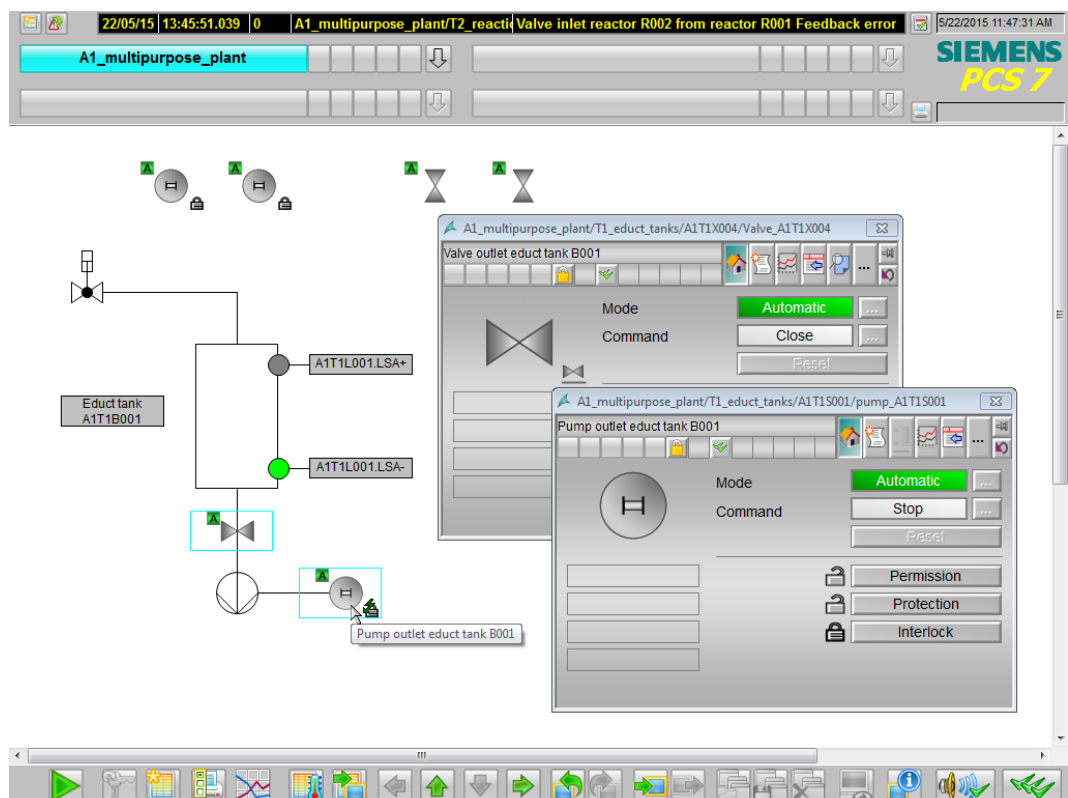 22/05/15 13:45:51.039 0 A1_multipurpose_plant/T2_reacti Valve inlet reactor R002 from reactor R001 Feedback error 5/22/2015 11:47:31 AM
A1_multipurpose_plant
SIEMENS
PCS 7
A A A A
A1_multipurpose_plant/T1_educt_tanks/A1T1X004/Valve_A1T1X004
Valve outlet educt tank B001
...
Mode Automatic ...
Command Close ...
Reset
A1T1L001.LSA+
Educt tank
A1T1B001
A1T1L001.LSA-
A
A
Pump outlet educt tank B001
A1_multipurpose_plant/T1_educt_tanks/A1T1S001/pump_A1T1S001
Pump outlet educt tank B001
...
Mode Automatic ...
Command Stop ...
Reset
Permission
Protection
Interlock